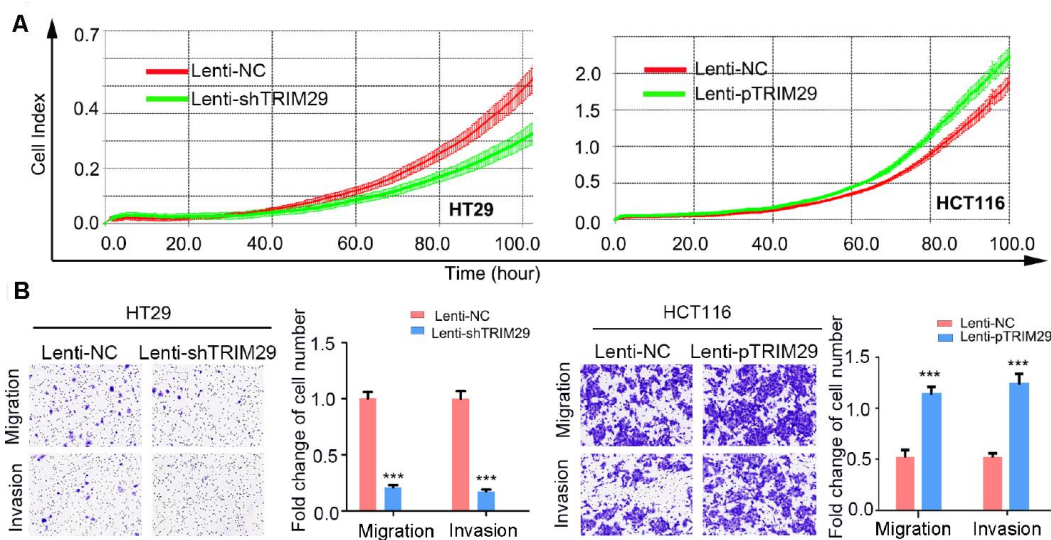 A
Cell Index
0.7
0.4
0.2
0.0
Lenti-NC
Lenti-shTRIM29
HT29
0.0 20.0 40.0 60.0 80.0 100.0
2.0
1.5
1.0
0.5
0.0
Lenti-NC
Lenti-pTRIM29
HCT116
0.0 20.0 40.0 60.0 80.0 100.0
Time (hour)
B
HT29
Lenti-NC Lenti-shTRIM29
Migration
Invasion
Fold change of cell number
Lenti-NC
Lenti-shTRIM29
1.5
1.0
0.5
0.0
***
***
Migration Invasion
HCT116
Lenti-NC Lenti-pTRIM29
Migration
Invasion
Fold change of cell number
Lenti-NC
Lenti-pTRIM29
1.5
1.0
0.5
0.0
***
***
Migration Invasion